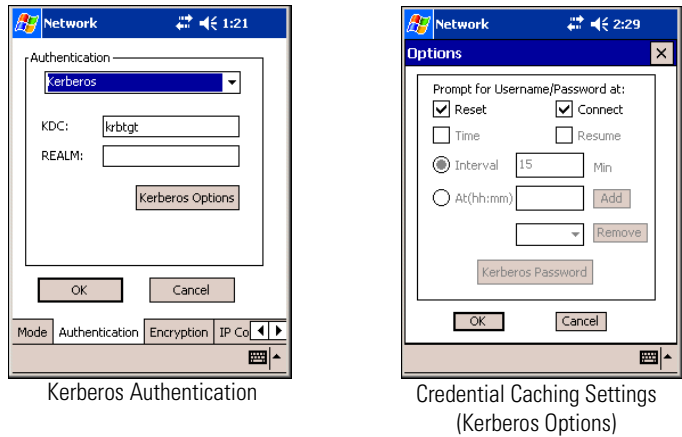 Network 1:21
Authentication
Kerberos
KDC: krbtgt
REALM:
Kerberos Options
OK Cancel
Mode Authentication Encryption IP Co
Kerberos Authentication
Network 2:29
Options
Prompt for Username/Password at:
Reset Connect
Time Resume
Interval 15 Min
At(hh:mm) Add
Remove
Kerberos Password
OK Cancel
Credential Caching Settings
(Kerberos Options)